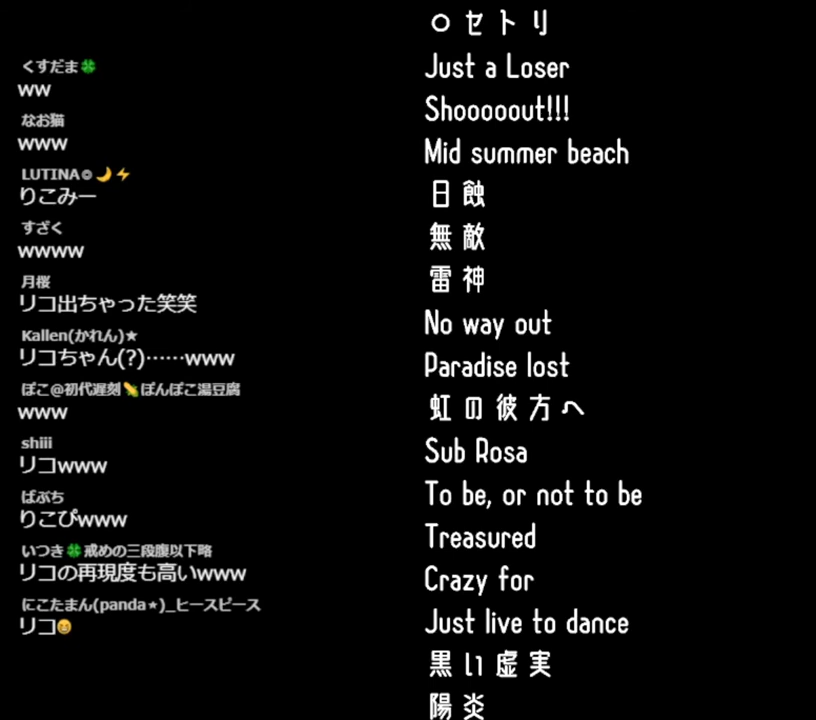 くすだま🍀
ww
なお猫
www
LUTINA⌾🌙⚡
りこみー
すざく
wwww
月桜
リコ出ちゃった笑笑
Kallen(かれん)★
リコちゃん(?)……www
ぽこ@初代遅刻🌽ぽんぽこ湯豆腐
www
shiii
リコwww
ばぶち
りこぴwww
いつき🍀戒めの三段腹以下略
リコの再現度も高いwww
にこたまん(panda⋆)_ヒースピース
リコ😆
○セトリ
Just a Loser
Shooooout!!!
Mid summer beach
日蝕
無敵
雷神
No way out
Paradise lost
虹の彼方へ
Sub Rosa
To be, or not to be
Treasured
Crazy for
Just live to dance
黒い虚実
陽炎